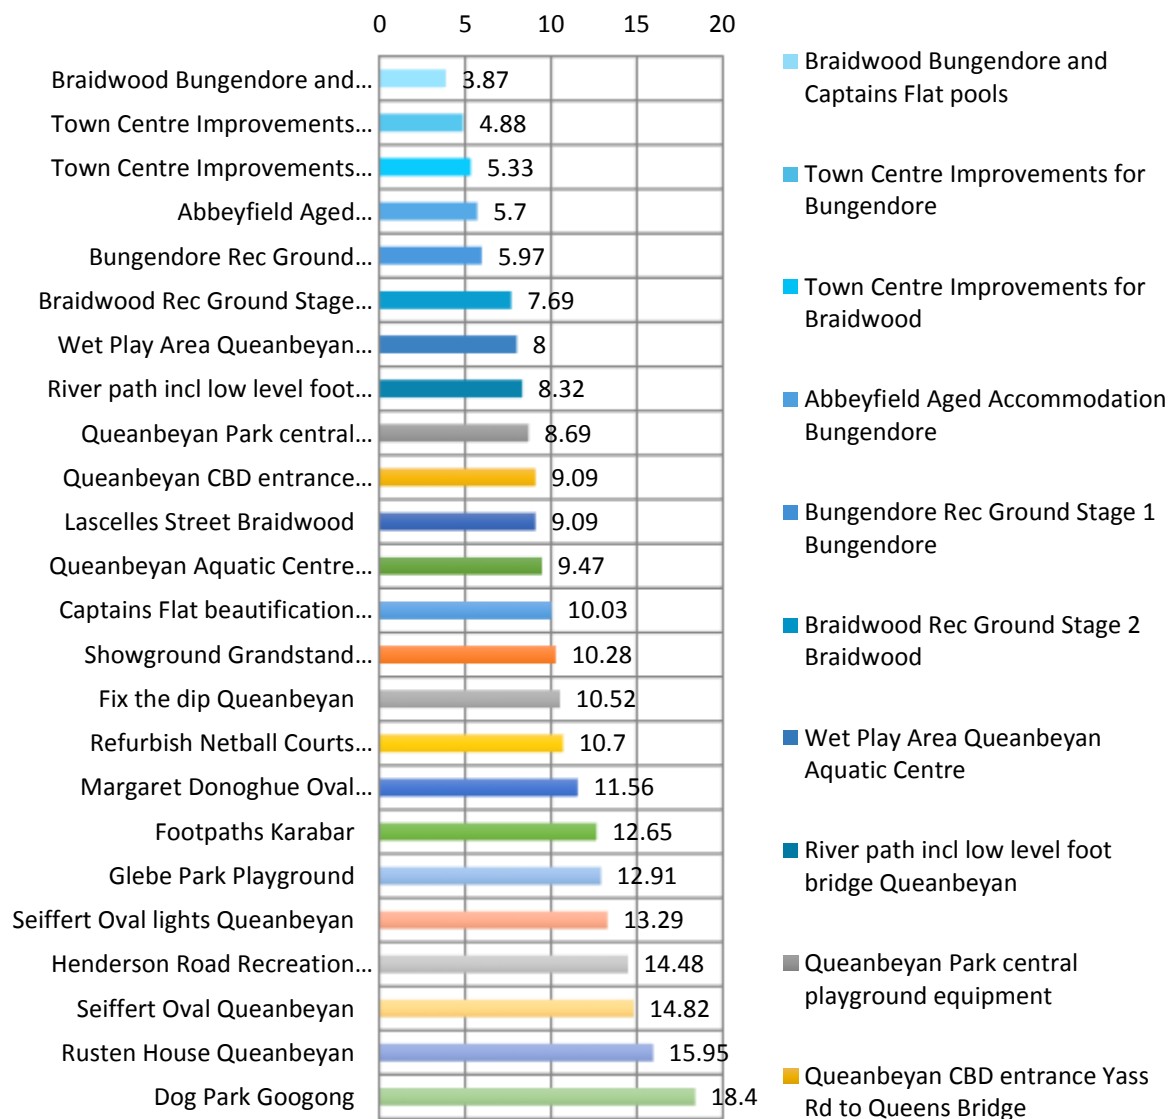 0 5 10 15 20
Braidwood Bungendore and... 3.87
Town Centre Improvements... 4.88
Town Centre Improvements... 5.33
Abbeyfield Aged... 5.7
Bungendore Rec Ground... 5.97
Braidwood Rec Ground Stage... 7.69
Wet Play Area Queanbeyan... 8
River path incl low level foot... 8.32
Queanbeyan Park central... 8.69
Queanbeyan CBD entrance... 9.09
Lascelles Street Braidwood 9.09
Queanbeyan Aquatic Centre... 9.47
Captains Flat beautification... 10.03
Showground Grandstand... 10.28
Fix the dip Queanbeyan 10.52
Refurbish Netball Courts... 10.7
Margaret Donoghue Oval... 11.56
Footpaths Karabar 12.65
Glebe Park Playground 12.91
Seiffert Oval lights Queanbeyan 13.29
Henderson Road Recreation... 14.48
Seiffert Oval Queanbeyan 14.82
Rusten House Queanbeyan 15.95
Dog Park Googong 18.4
Braidwood Bungendore and
Captains Flat pools
Town Centre Improvements for
Bungendore
Town Centre Improvements for
Braidwood
Abbeyfield Aged Accommodation
Bungendore
Bungendore Rec Ground Stage 1
Bungendore
Braidwood Rec Ground Stage 2
Braidwood
Wet Play Area Queanbeyan
Aquatic Centre
River path incl low level foot
bridge Queanbeyan
Queanbeyan Park central
playground equipment
Queanbeyan CBD entrance Yass
Rd to Queens Bridge